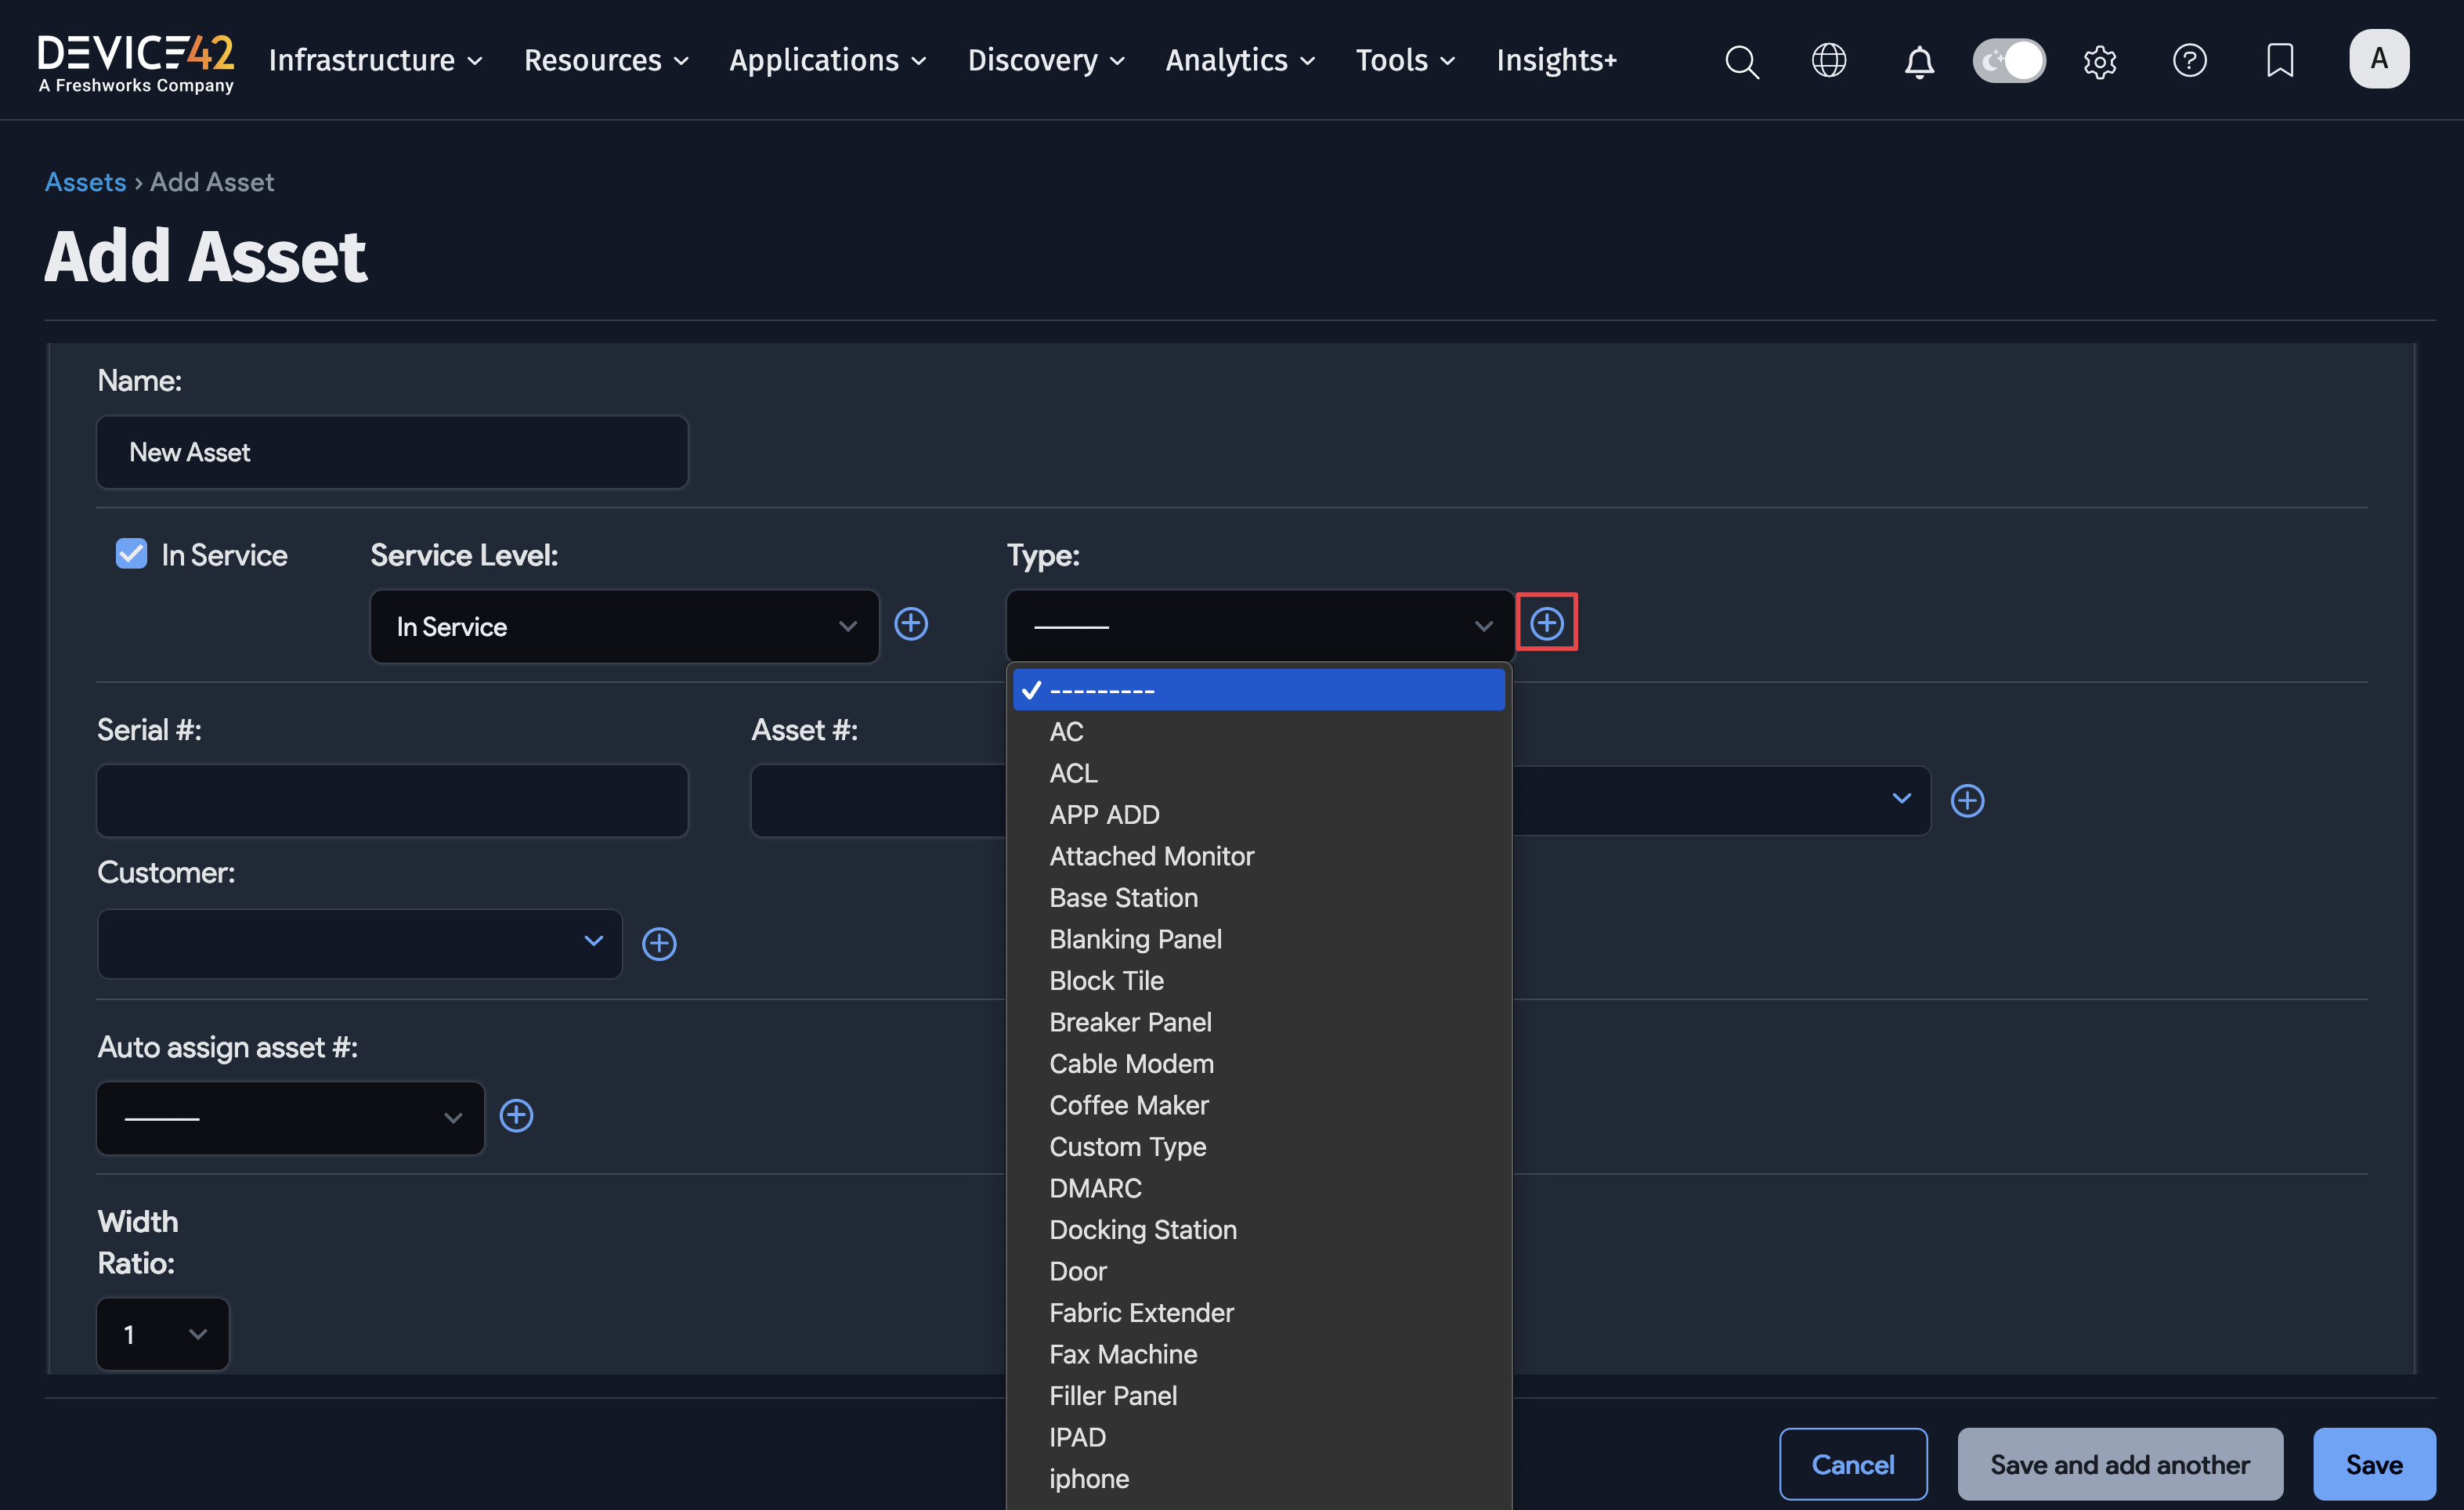 DEVICE42
A Freshworks Company
Infrastructure Resources Applications Discovery Analytics Tools Insights+
A
Assets › Add Asset
Add Asset
Name:
New Asset
In Service
Service Level:
Type:
In Service
---------
AC
ACL
APP ADD
Attached Monitor
Base Station
Blanking Panel
Block Tile
Breaker Panel
Cable Modem
Coffee Maker
Custom Type
DMARC
Docking Station
Door
Fabric Extender
Fax Machine
Filler Panel
IPAD
iphone
Serial #:
Asset #:
Customer:
Auto assign asset #:
Width
Ratio:
1
Cancel
Save and add another
Save